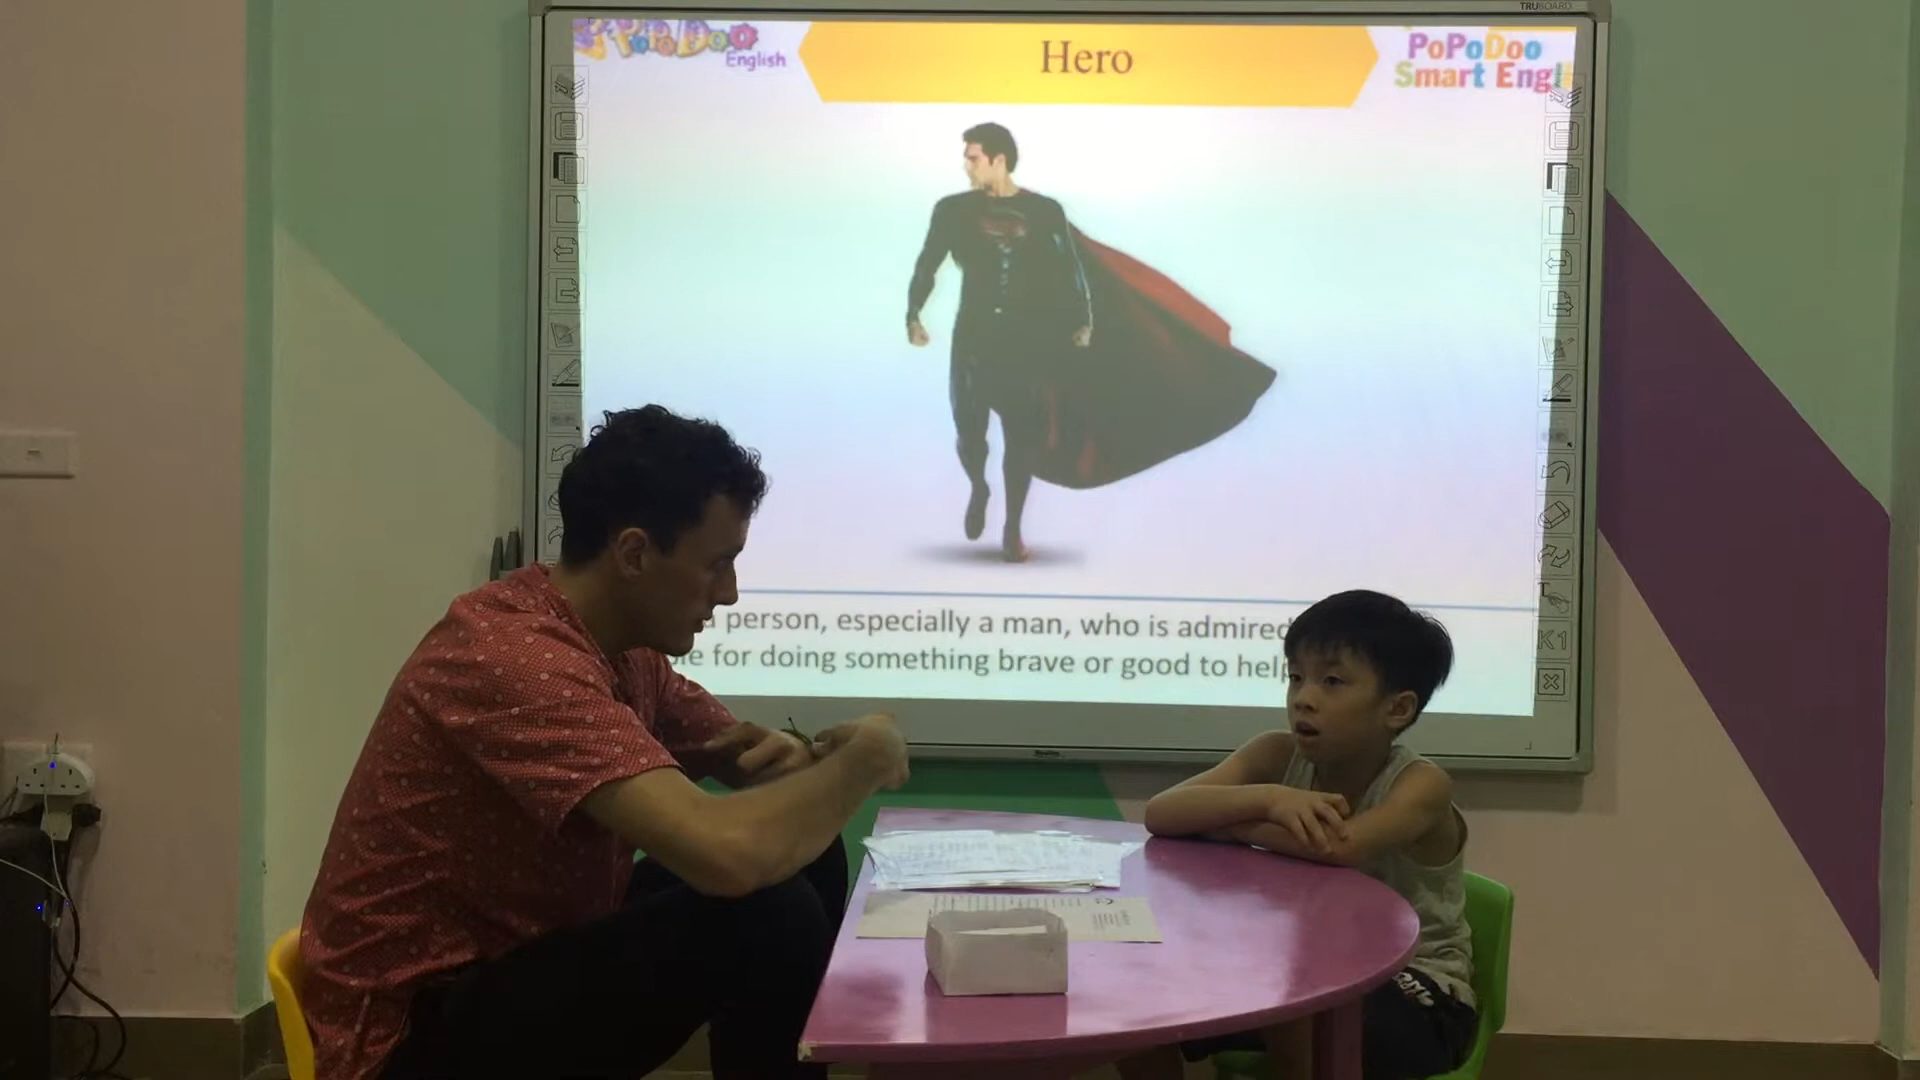 TRUBOARD
PoPoDoo
English
Hero
PoPoDoo
Smart Engl
a person, especially a man, who is admired
for doing something brave or good to help
K1